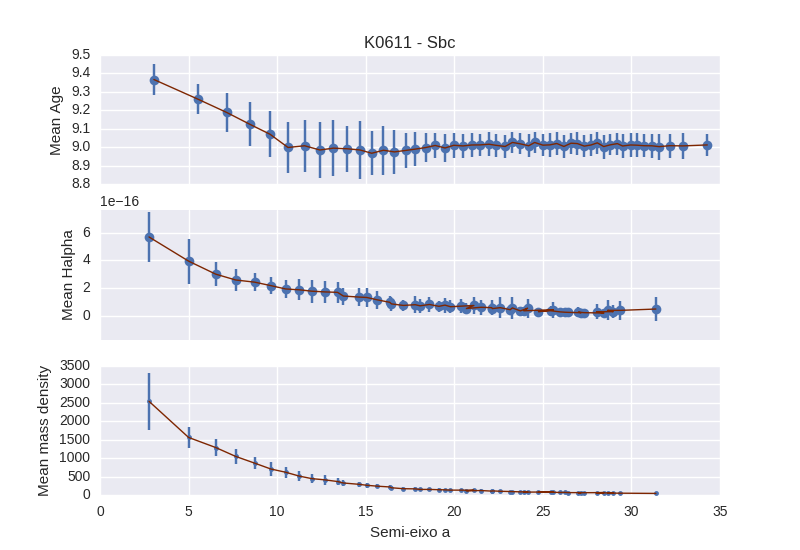 K0611 - Sbc
Mean Age
9.5
9.4
9.3
9.2
9.1
9.0
8.9
8.8
1e−16
Mean Halpha
6
4
2
0
Mean mass density
3500
3000
2500
2000
1500
1000
500
0
0 5 10 15 20 25 30 35
Semi-eixo a